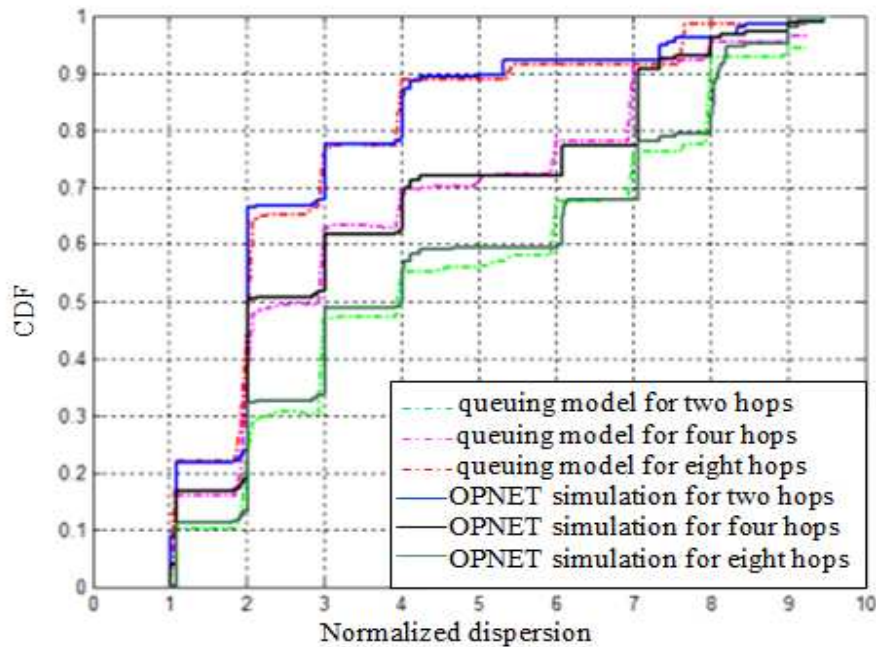 1
0.9
0.8
0.7
0.6
0.5
0.4
0.3
0.2
0.1
0
CDF
queuing model for two hops
queuing model for four hops
queuing model for eight hops
OPNET simulation for two hops
OPNET simulation for four hops
OPNET simulation for eight hops
0 1 2 3 4 5 6 7 8 9 10
Normalized dispersion